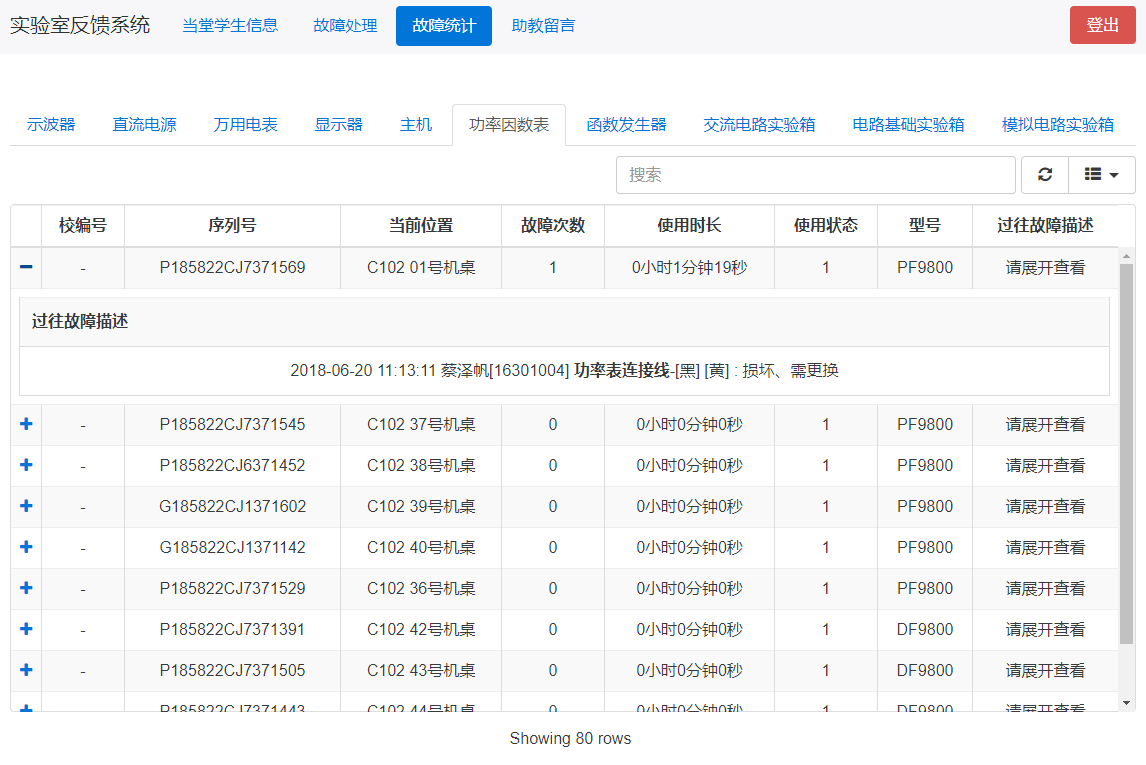 实验室反馈系统 当堂学生信息 故障处理 故障统计 助教留言 登出
示波器 直流电源 万用电表 显示器 主机 功率因数表 函数发生器 交流电路实验箱 电路基础实验箱 模拟电路实验箱
搜索
校编号 序列号 当前位置 故障次数 使用时长 使用状态 型号 过往故障描述
- P185822CJ7371569 C102 01号机桌 1 0小时1分钟19秒 1 PF9800 请展开查看
过往故障描述
2018-06-20 11:13:11 蔡泽帆[16301004] 功率表连接线-[黑] [黄] : 损坏、需更换
- P185822CJ7371545 C102 37号机桌 0 0小时0分钟0秒 1 PF9800 请展开查看
- P185822CJ6371452 C102 38号机桌 0 0小时0分钟0秒 1 PF9800 请展开查看
- G185822CJ1371602 C102 39号机桌 0 0小时0分钟0秒 1 PF9800 请展开查看
- G185822CJ1371142 C102 40号机桌 0 0小时0分钟0秒 1 PF9800 请展开查看
- P185822CJ7371529 C102 36号机桌 0 0小时0分钟0秒 1 PF9800 请展开查看
- P185822CJ7371391 C102 42号机桌 0 0小时0分钟0秒 1 DF9800 请展开查看
- P185822CJ7371505 C102 43号机桌 0 0小时0分钟0秒 1 DF9800 请展开查看
P185822CJ7371443 C102 44号机桌 0 0小时0分钟0秒 1 DF9800 请展开查看
Showing 80 rows